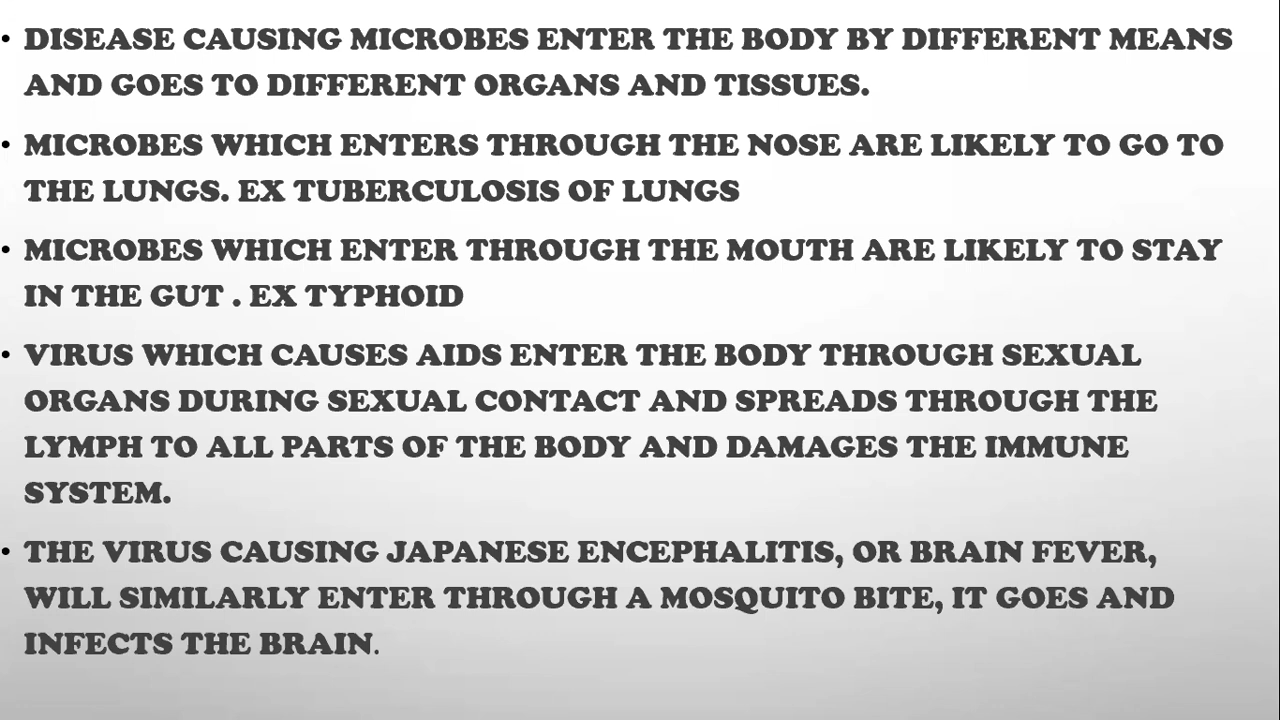 • DISEASE CAUSING MICROBES ENTER THE BODY BY DIFFERENT MEANS
AND GOES TO DIFFERENT ORGANS AND TISSUES.
• MICROBES WHICH ENTERS THROUGH THE NOSE ARE LIKELY TO GO TO
THE LUNGS. EX TUBERCULOSIS OF LUNGS
• MICROBES WHICH ENTER THROUGH THE MOUTH ARE LIKELY TO STAY
IN THE GUT . EX TYPHOID
• VIRUS WHICH CAUSES AIDS ENTER THE BODY THROUGH SEXUAL
ORGANS DURING SEXUAL CONTACT AND SPREADS THROUGH THE
LYMPH TO ALL PARTS OF THE BODY AND DAMAGES THE IMMUNE
SYSTEM.
• THE VIRUS CAUSING JAPANESE ENCEPHALITIS, OR BRAIN FEVER,
WILL SIMILARLY ENTER THROUGH A MOSQUITO BITE, IT GOES AND
INFECTS THE BRAIN.